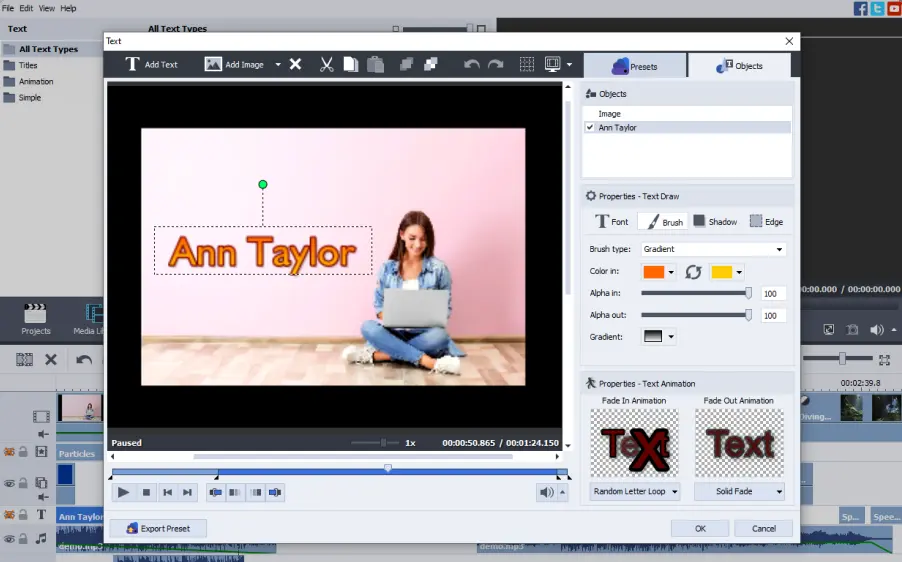 File Edit View Help
Text
All Text Types
All Text Types
Titles
Animation
Simple
Projects
Text
Add Text
Add Image
Presets
Objects
Ann Taylor
Paused
1x
00:00:50.865 / 00:01:24.150
Export Preset
Objects
Image
Ann Taylor
Properties - Text Draw
T Font
Brush
Shadow
Edge
Brush type: Gradient
Color in:
Alpha in: 100
Alpha out: 100
Gradient:
Properties - Text Animation
Fade In Animation
Fade Out Animation
Text
Text
Random Letter Loop
Solid Fade
OK
Cancel
00.000 / 00:00:00.000
00:02:39.8
Particles
Diving...
T
Ann Taylor
Sp...
Spee...
demo.mp3
demo.mp3